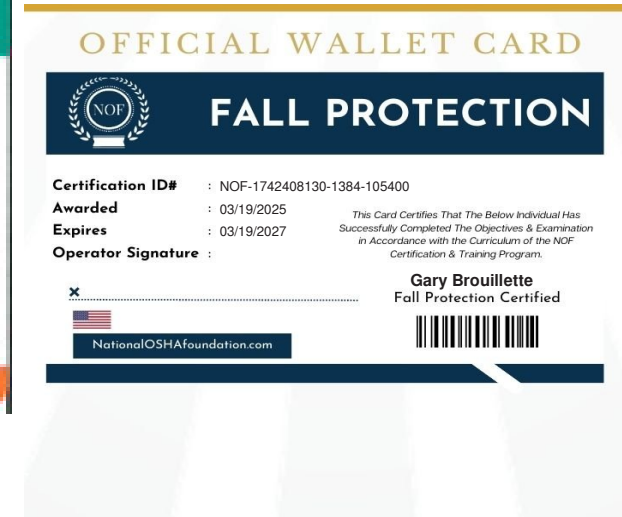 OFFICIAL WALLET CARD
NOF
FALL PROTECTION
Certification ID# : NOF-1742408130-1384-105400
Awarded : 03/19/2025
Expires : 03/19/2027
Operator Signature :
This Card Certifies That The Below Individual Has
Successfully Completed The Objectives & Examination
in Accordance with the Curriculum of the NOF
Certification & Training Program.
Gary Brouillette
Fall Protection Certified
x
NationalOSHAfoundation.com